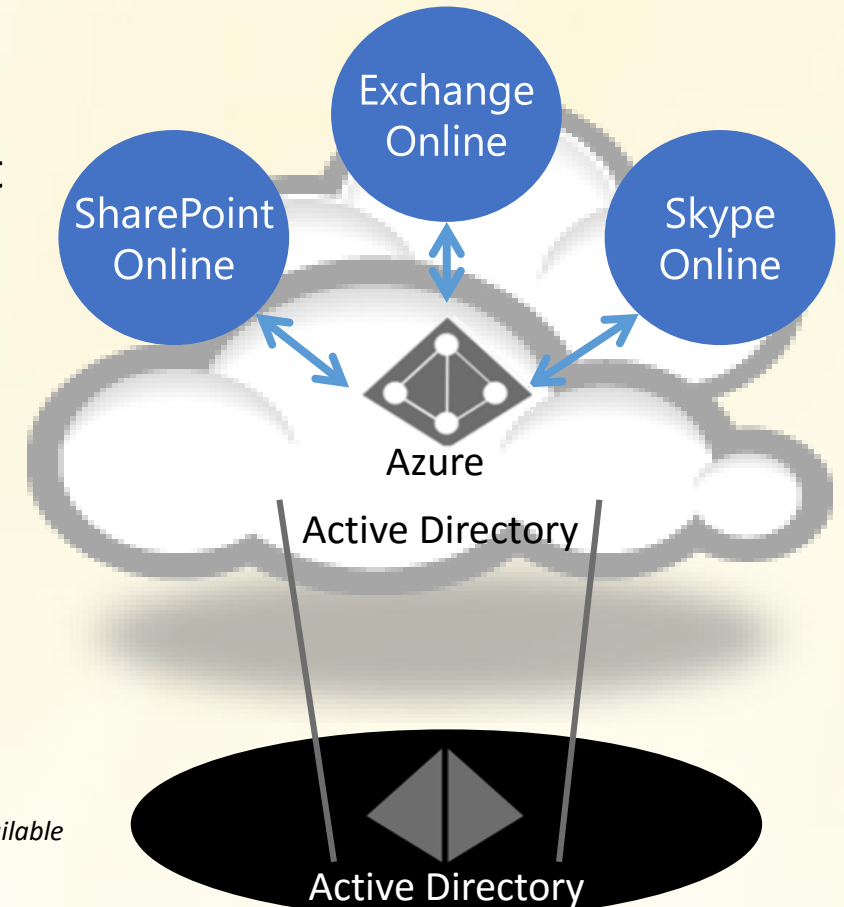 Exchange
Online
SharePoint
Online
Skype
Online
Azure
Active Directory
Active Directory